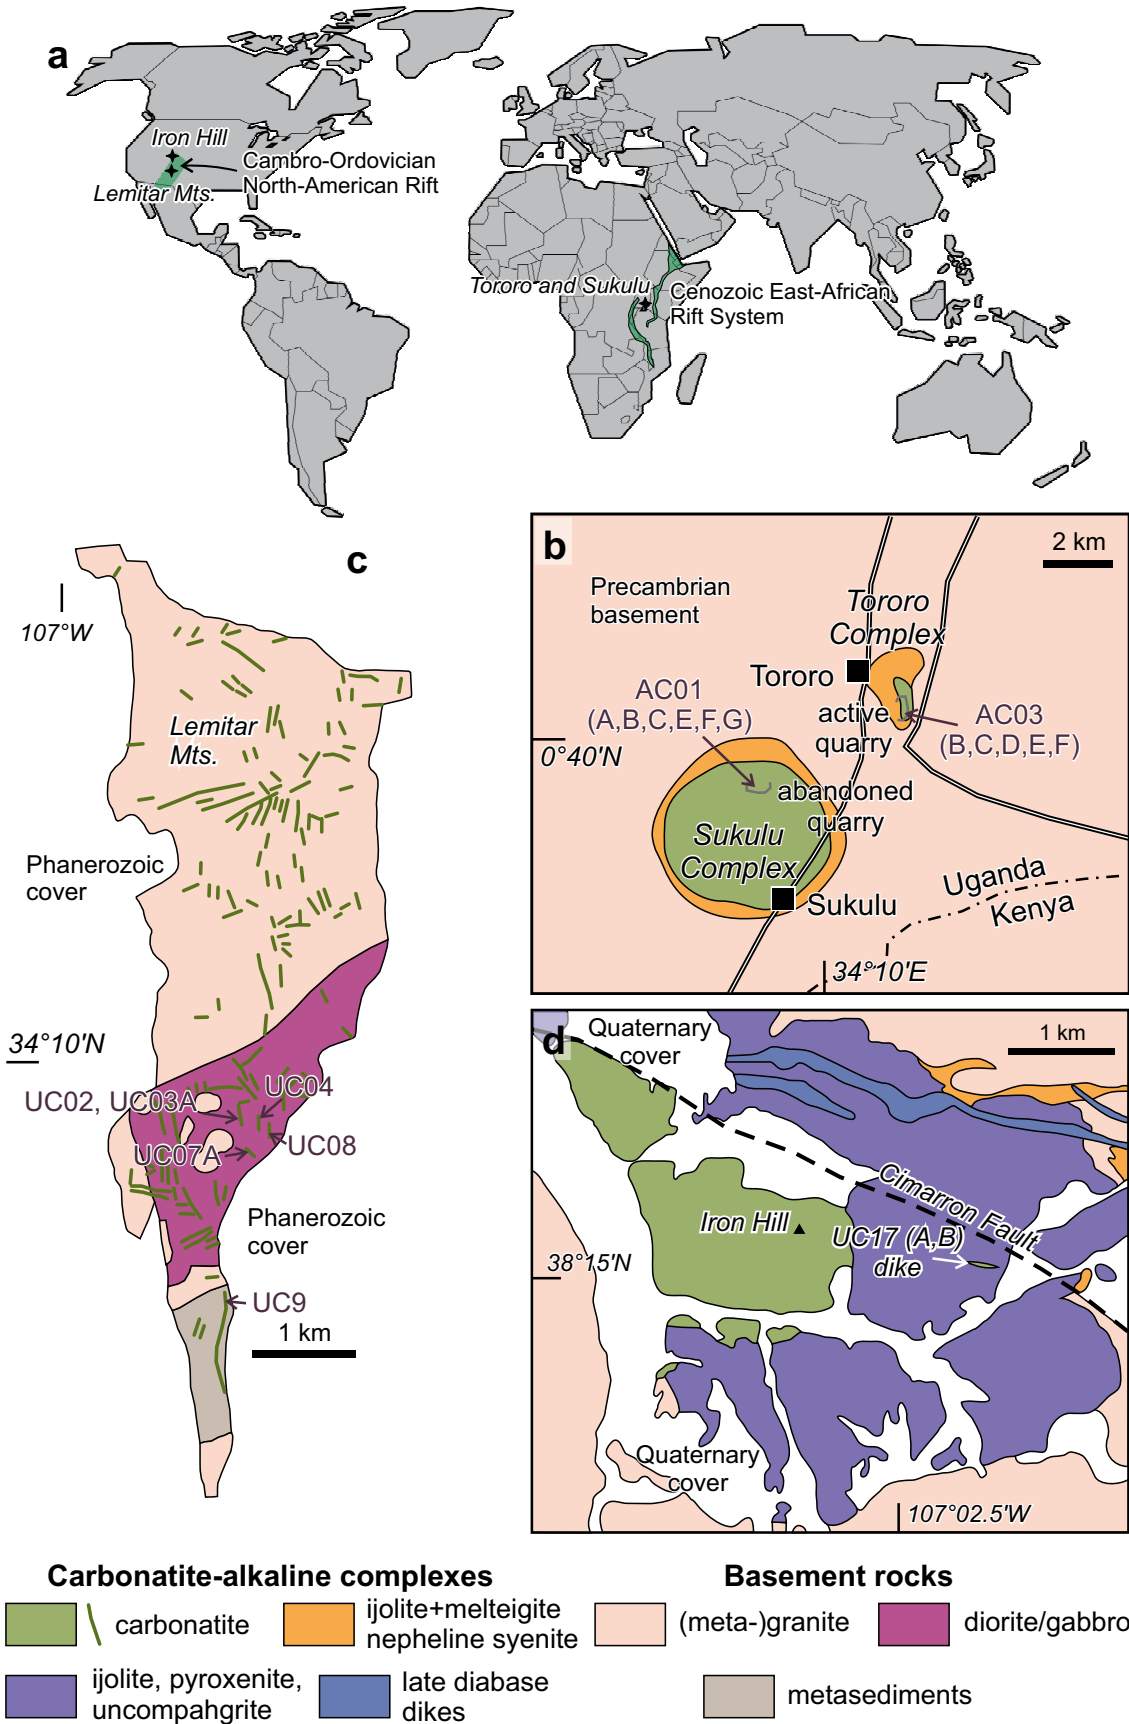 a
Iron Hill
Cambro-Ordovician
North-American Rift
Lemitar Mts.
Tororo and Sukulu
Cenozoic East-African
Rift System
c
107°W
Lemitar
Mts.
Phanerozoic
cover
34°10'N
UC02, UC03A
UC04
UC07A
UC08
Phanerozoic
cover
UC9
1 km
b
2 km
Precambrian
basement
Tororo
Complex
Tororo
AC01
(A,B,C,E,F,G)
active
quarry
AC03
(B,C,D,E,F)
0°40'N
abandoned
quarry
Sukulu
Complex
Sukulu
Uganda
Kenya
34°10'E
d
Quaternary
cover
1 km
Cimarron Fault
Iron Hill
UC17 (A,B)
dike
38°15'N
Quaternary
cover
107°02.5'W
Carbonatite-alkaline complexes
Basement rocks
carbonatite
ijolite+melteigite
nepheline syenite
(meta-)granite
diorite/gabbro
ijolite, pyroxenite,
uncompahgrite
late diabase
dikes
metasediments